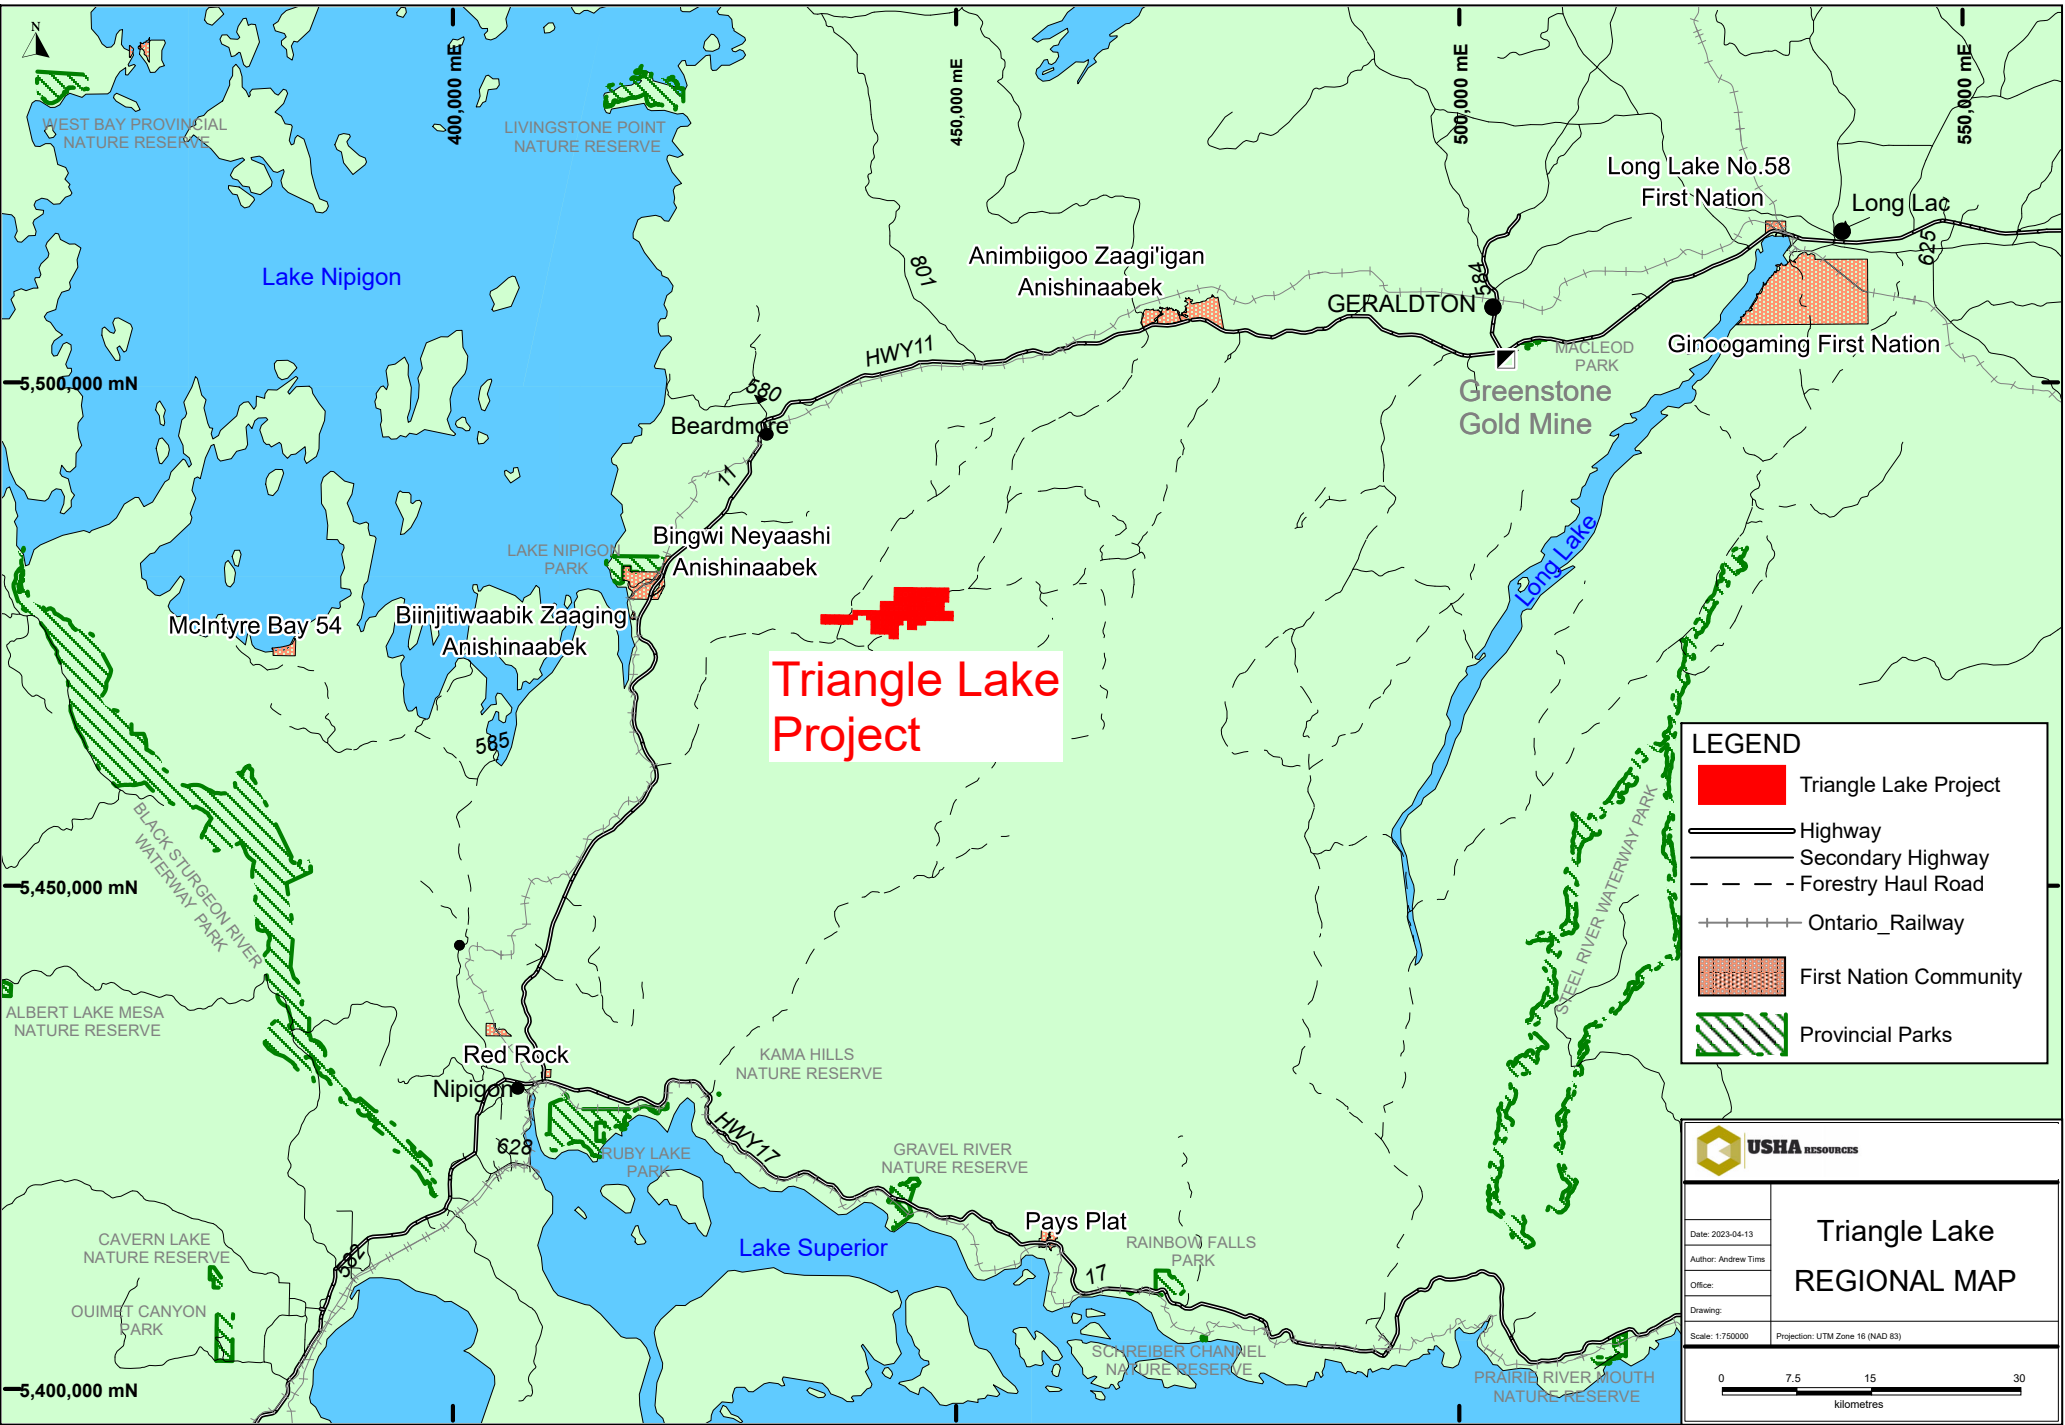 N
400,000 mE
450,000 mE
500,000 mE
550,000 mE
WEST BAY PROVINCIAL
NATURE RESERVE
LIVINGSTONE POINT
NATURE RESERVE
Long Lake No.58
First Nation
Long Lac
625
Lake Nipigon
801
Animbiigoo Zaagi'igan
Anishinaabek
584
GERALDTON
HWY11
MACLEOD
PARK
Ginoogaming First Nation
5,500,000 mN
580
Beardmore
Greenstone
Gold Mine
11
LAKE NIPIGON
PARK
Bingwi Neyaashi
Anishinaabek
Long Lake
McIntyre Bay 54
Biinjitiwaabik Zaaging
Anishinaabek
Triangle Lake
Project
585
LEGEND
Triangle Lake Project
Highway
Secondary Highway
Forestry Haul Road
Ontario_Railway
First Nation Community
Provincial Parks
BLACK STURGEON RIVER
WATERWAY PARK
5,450,000 mN
STEEL RIVER WATERWAY PARK
ALBERT LAKE MESA
NATURE RESERVE
Red Rock
Nipigon
KAMA HILLS
NATURE RESERVE
HWY17
628
RUBY LAKE
PARK
GRAVEL RIVER
NATURE RESERVE
USHA RESOURCES
Date: 2023-04-13
Author: Andrew Tims
Office:
Drawing:
Scale: 1:750000
Triangle Lake
REGIONAL MAP
Projection: UTM Zone 16 (NAD 83)
0 7.5 15 30
kilometres
CAVERN LAKE
NATURE RESERVE
582
Lake Superior
Pays Plat
17
RAINBOW FALLS
PARK
OUIMET CANYON
PARK
SCHREIBER CHANNEL
NATURE RESERVE
PRAIRIE RIVER MOUTH
NATURE RESERVE
5,400,000 mN